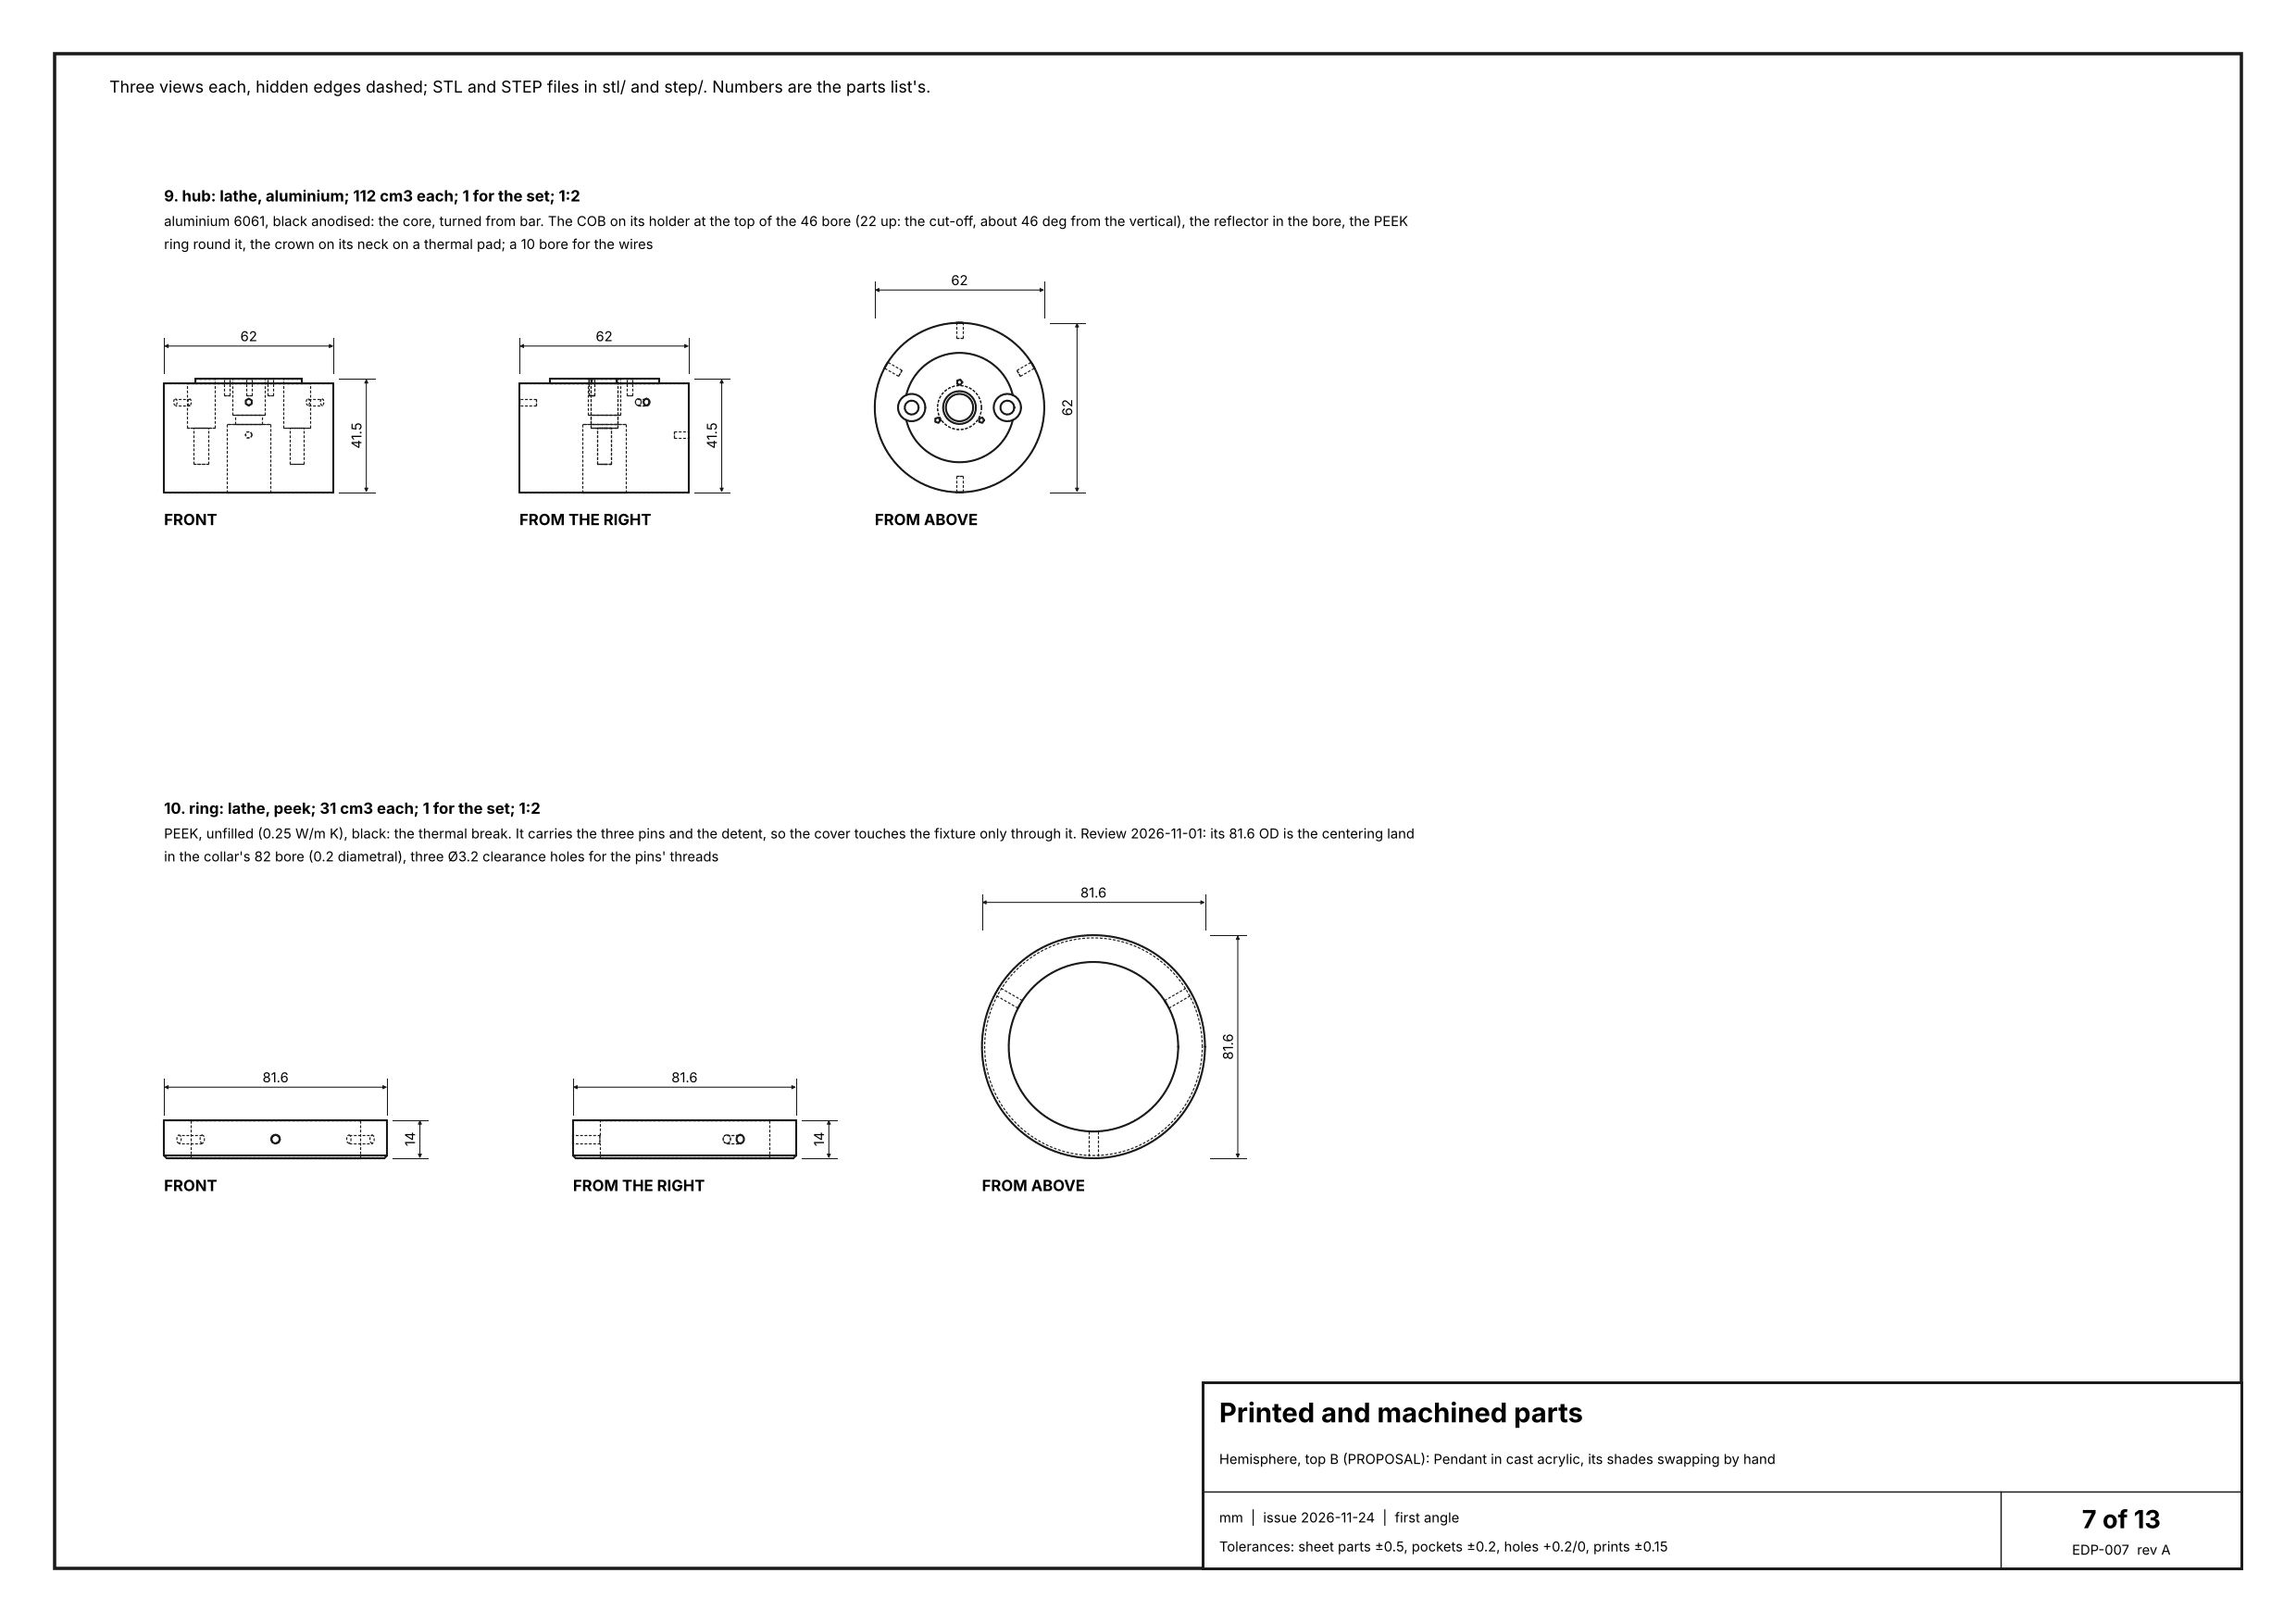 Three views each, hidden edges dashed; STL and STEP files in stl/ and step/. Numbers are the parts list's.
9. hub: lathe, aluminium; 112 cm3 each; 1 for the set; 1:2
aluminium 6061, black anodised: the core, turned from bar. The COB on its holder at the top of the 46 bore (22 up: the cut-off, about 46 deg from the vertical), the reflector in the bore, the PEEK
ring round it, the crown on its neck on a thermal pad; a 10 bore for the wires
62
62
62
41.5
41.5
62
FRONT
FROM THE RIGHT
FROM ABOVE
10. ring: lathe, peek; 31 cm3 each; 1 for the set; 1:2
PEEK, unfilled (0.25 W/m K), black: the thermal break. It carries the three pins and the detent, so the cover touches the fixture only through it. Review 2026-11-01: its 81.6 OD is the centering land
in the collar's 82 bore (0.2 diametral), three Ø3.2 clearance holes for the pins' threads
81.6
81.6
81.6
14
14
81.6
FRONT
FROM THE RIGHT
FROM ABOVE
Printed and machined parts
Hemisphere, top B (PROPOSAL): Pendant in cast acrylic, its shades swapping by hand
mm | issue 2026-11-24 | first angle
Tolerances: sheet parts ±0.5, pockets ±0.2, holes +0.2/0, prints ±0.15
7 of 13
EDP-007 rev A